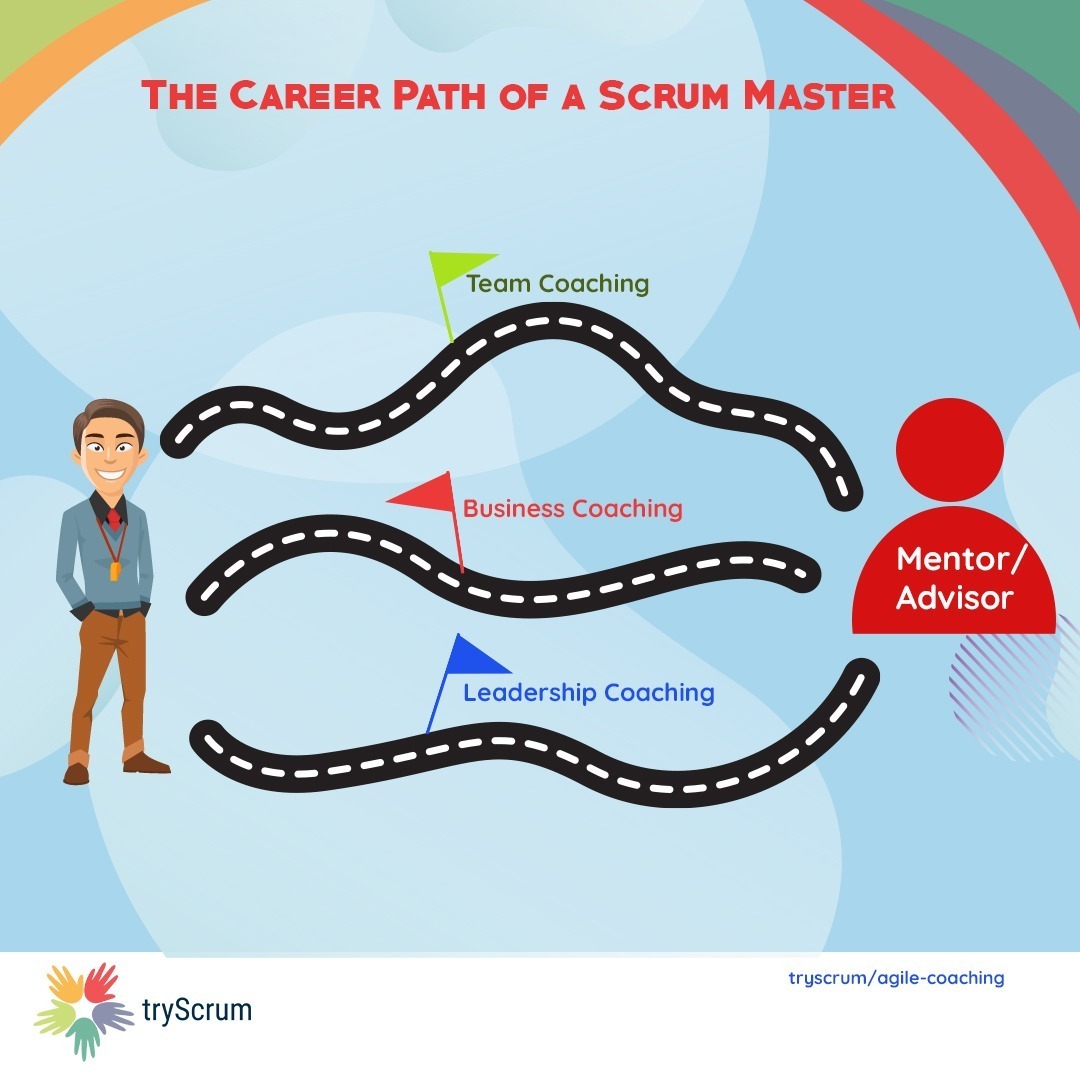 THE CAREER PATH OF A SCRUM MASTER
Team Coaching
Business Coaching
Mentor/
Advisor
Leadership Coaching
tryscrum/agile-coaching
tryScrum